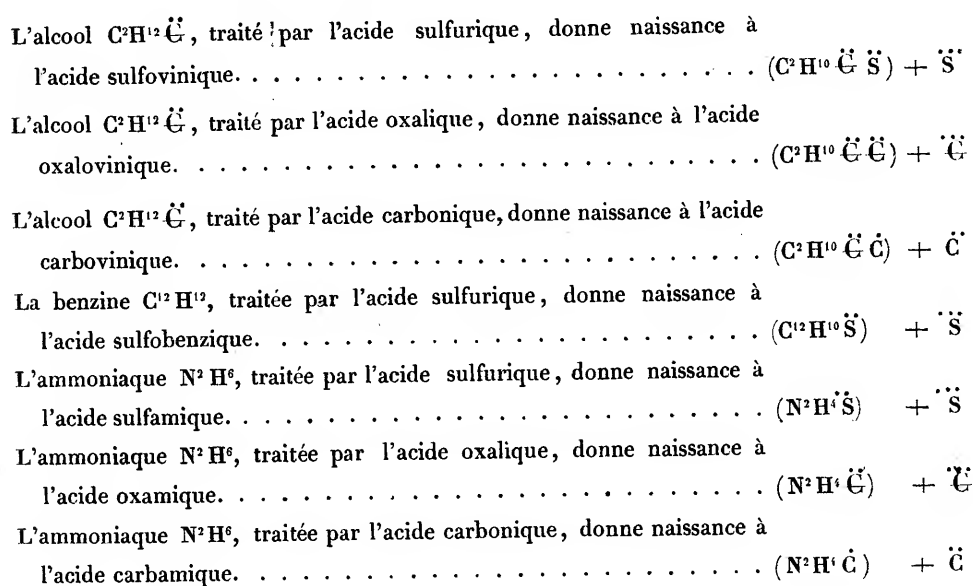 L'alcool C²H¹² C̶̈, traité par l'acide sulfurique, donne naissance à
l'acide sulfovinique. . . . . . . . . . . . . . . . . . . . . . . . . . (C²H¹⁰ C̶̈ S̈) + S⃛
L'alcool C²H¹² C̶̈, traité par l'acide oxalique, donne naissance à l'acide
oxalovinique. . . . . . . . . . . . . . . . . . . . . . . . . . . . (C²H¹⁰ C̶̈ C̶̈) + C̶⃛
L'alcool C²H¹² C̶̈, traité par l'acide carbonique, donne naissance à l'acide
carbovinique. . . . . . . . . . . . . . . . . . . . . . . . . . . . (C²H¹⁰ C̶̈ Ċ) + C̈
La benzine C¹²H¹², traitée par l'acide sulfurique, donne naissance à
l'acide sulfobenzique. . . . . . . . . . . . . . . . . . . . . . . . . (C¹²H¹⁰ S̈) + S⃛
L'ammoniaque N²H⁶, traitée par l'acide sulfurique, donne naissance à
l'acide sulfamique. . . . . . . . . . . . . . . . . . . . . . . . . . (N²H⁴ S̈) + S⃛
L'ammoniaque N²H⁶, traitée par l'acide oxalique, donne naissance à
l'acide oxamique. . . . . . . . . . . . . . . . . . . . . . . . . . . (N²H⁴ C̶̈) + C̶⃛
L'ammoniaque N²H⁶, traitée par l'acide carbonique, donne naissance à
l'acide carbamique. . . . . . . . . . . . . . . . . . . . . . . . . . (N²H⁴ Ċ) + C̈